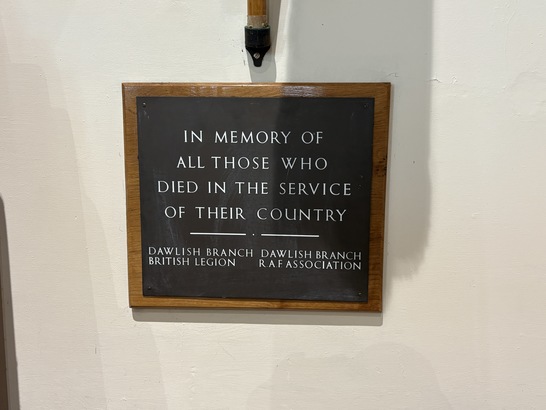 IN MEMORY OF
ALL THOSE WHO
DIED IN THE SERVICE
OF THEIR COUNTRY
DAWLISH BRANCH
BRITISH LEGION
DAWLISH BRANCH
R.A.F ASSOCIATION